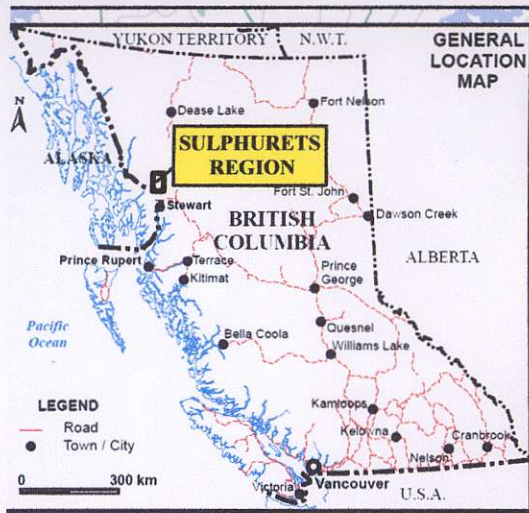 YUKON TERRITORY
N.W.T.
GENERAL
LOCATION
MAP
N
Dease Lake
Fort Nelson
ALASKA
SULPHURETS
REGION
Fort St. John
Stewart
BRITISH
COLUMBIA
Dawson Creek
ALBERTA
Prince Rupert
Terrace
Kitimat
Prince
George
Pacific
Ocean
Quesnel
Bella Coola
Williams Lake
LEGEND
Road
Town / City
Kamloops
Kelowna
Cranbrook
Nelson
0
300 km
Vancouver
Victoria
U.S.A.